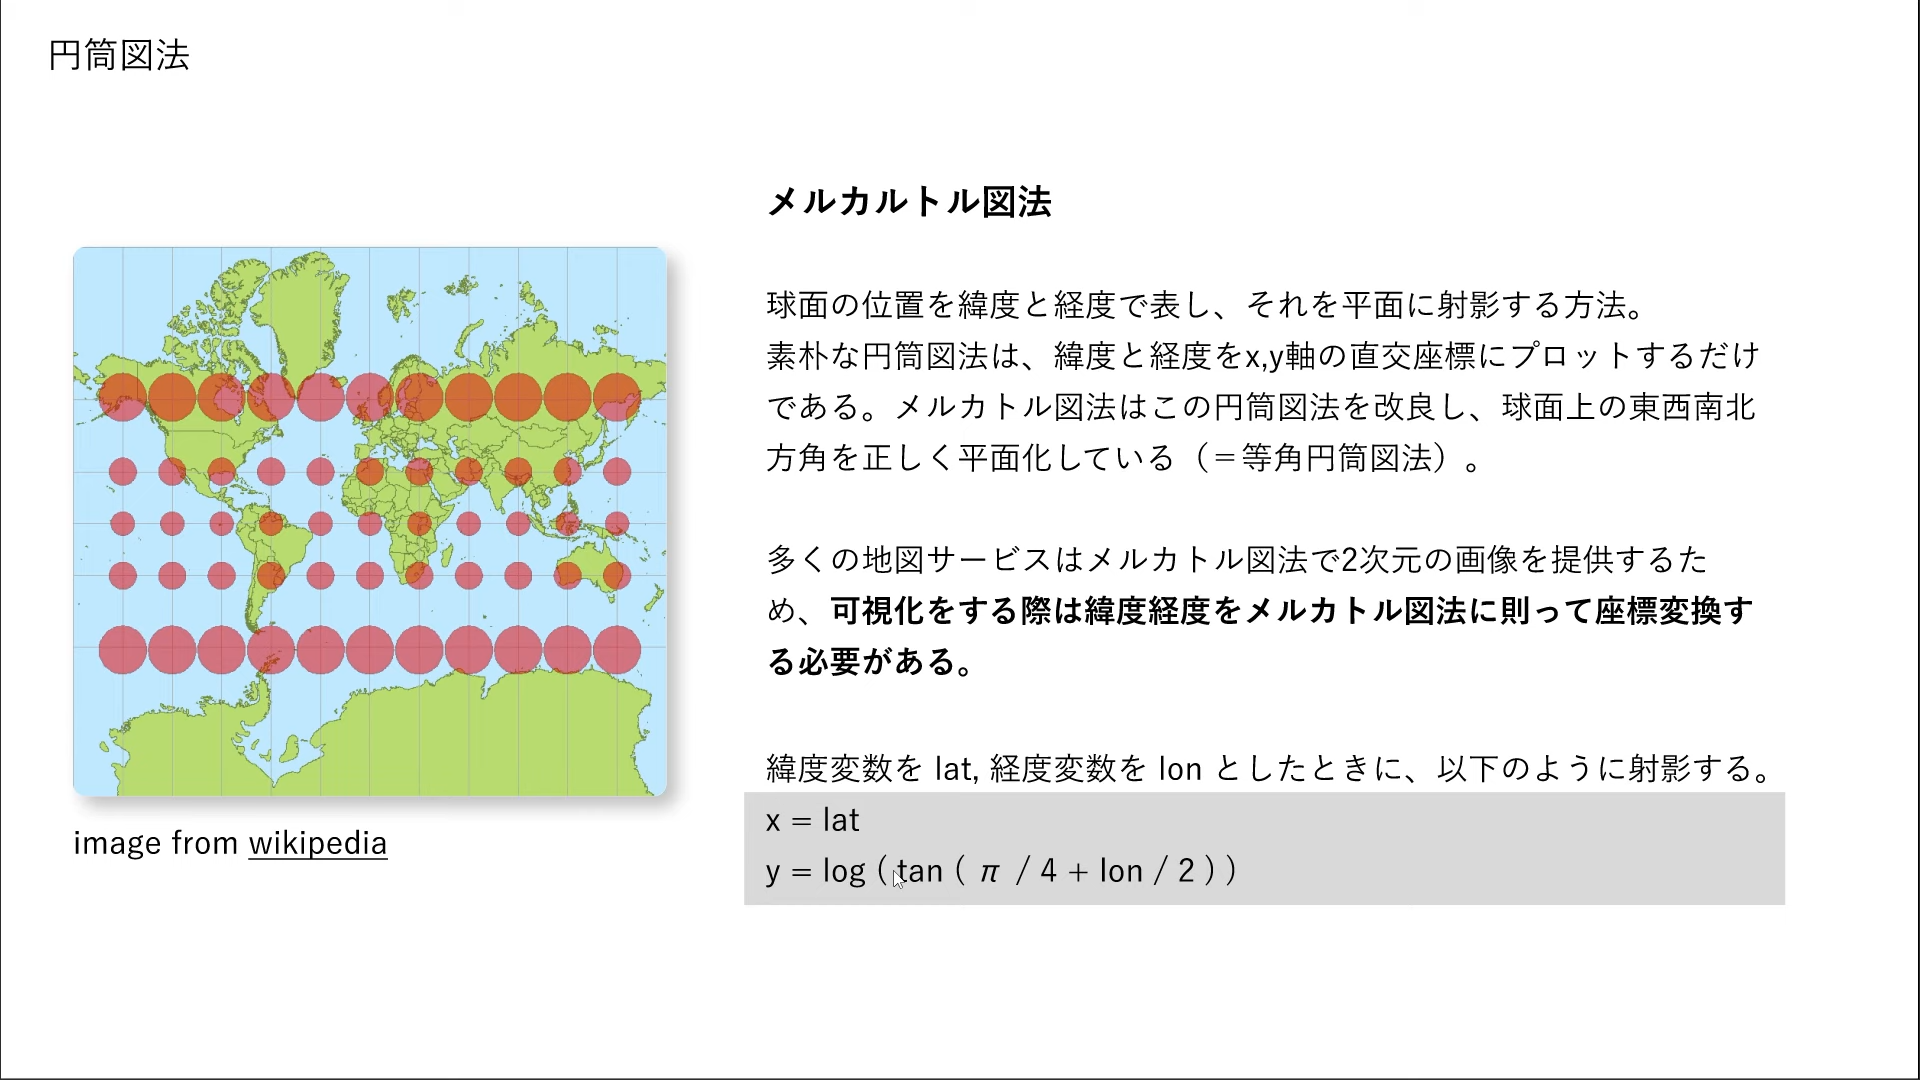 円筒図法
メルカルトル図法
球面の位置を緯度と経度で表し、それを平面に射影する方法。
素朴な円筒図法は、緯度と経度をx,y軸の直交座標にプロットするだけ
である。メルカトル図法はこの円筒図法を改良し、球面上の東西南北
方角を正しく平面化している（＝等角円筒図法）。
多くの地図サービスはメルカトル図法で2次元の画像を提供するた
め、可視化をする際は緯度経度をメルカトル図法に則って座標変換す
る必要がある。
緯度変数を lat, 経度変数を lon としたときに、以下のように射影する。
x = lat
y = log ( tan ( π / 4 + lon / 2 ) )
image from wikipedia